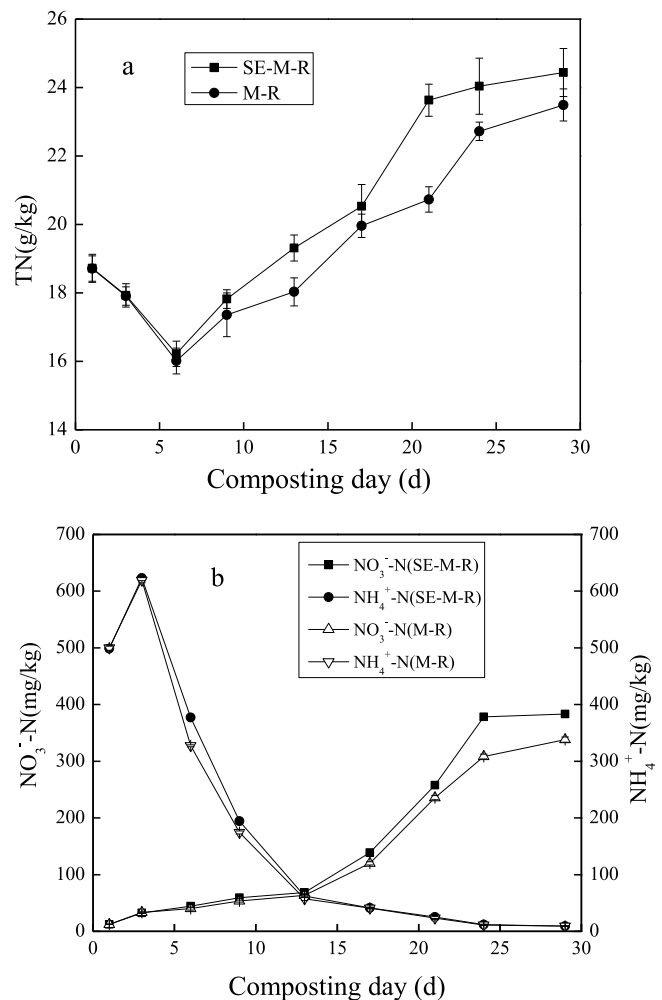 26
24
22
20
18
16
14
TN(g/kg)
a
SE-M-R
M-R
0 5 10 15 20 25 30
Composting day (d)
700
600
500
400
300
200
100
0
NO₃⁻-N(mg/kg)
b
NO₃⁻-N(SE-M-R)
NH₄⁺-N(SE-M-R)
NO₃⁻-N(M-R)
NH₄⁺-N(M-R)
700
600
500
400
300
200
100
0
NH₄⁺-N(mg/kg)
0 5 10 15 20 25 30
Composting day (d)